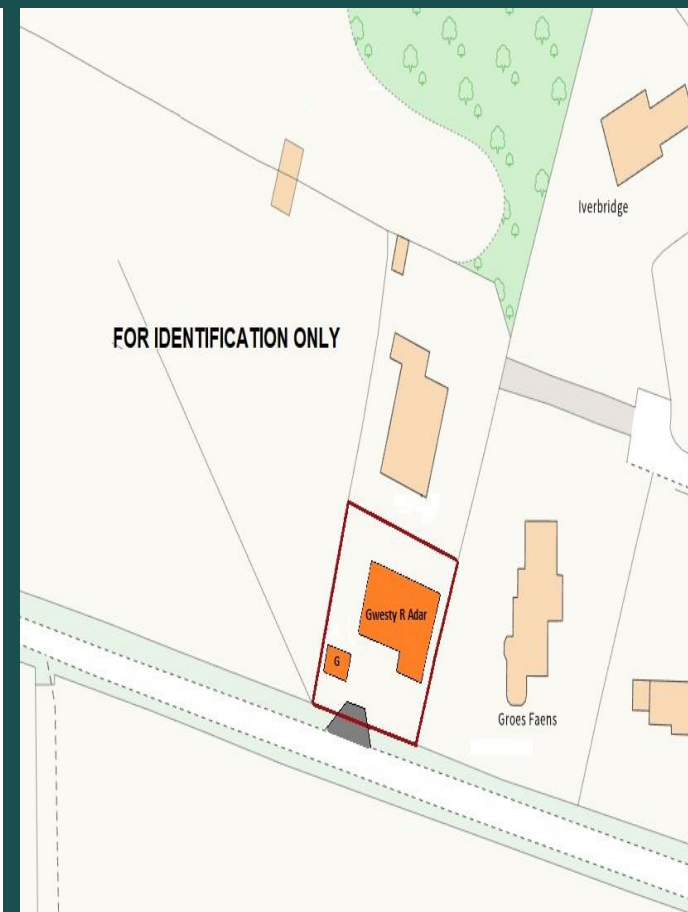 Iverbridge
FOR IDENTIFICATION ONLY
Gwesty R Adar
G
Groes Faens